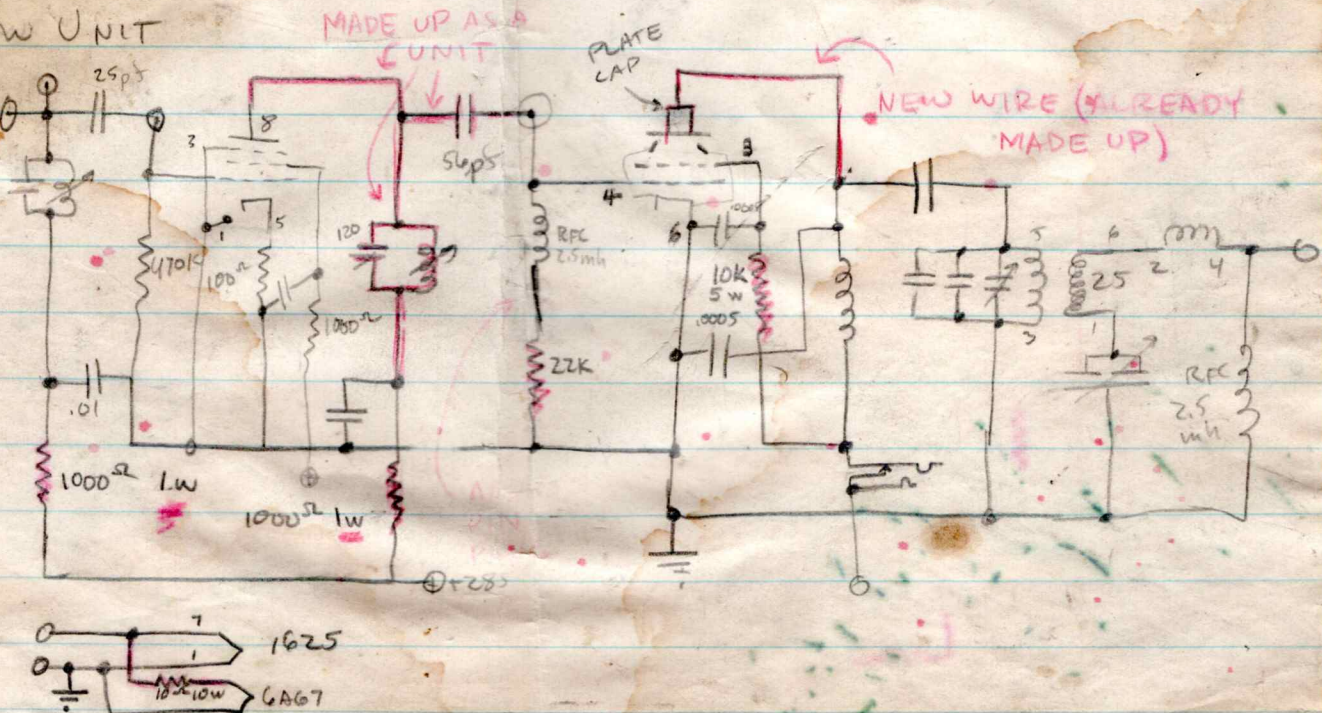 W UNIT
MADE UP AS A
UNIT
PLATE
CAP
NEW WIRE (ALREADY
MADE UP)
25pf
3
8
56pf
4
3
6
5
1
470K
100Ω
120
1000Ω
RFC
2.5mh
10K
5W
.0005
22K
5
3
6
25
1
2
4
RFC
2.5
mh
.01
1000Ω 1W
1000Ω 1W
+285
7
1
1625
10Ω 10W
6AG7